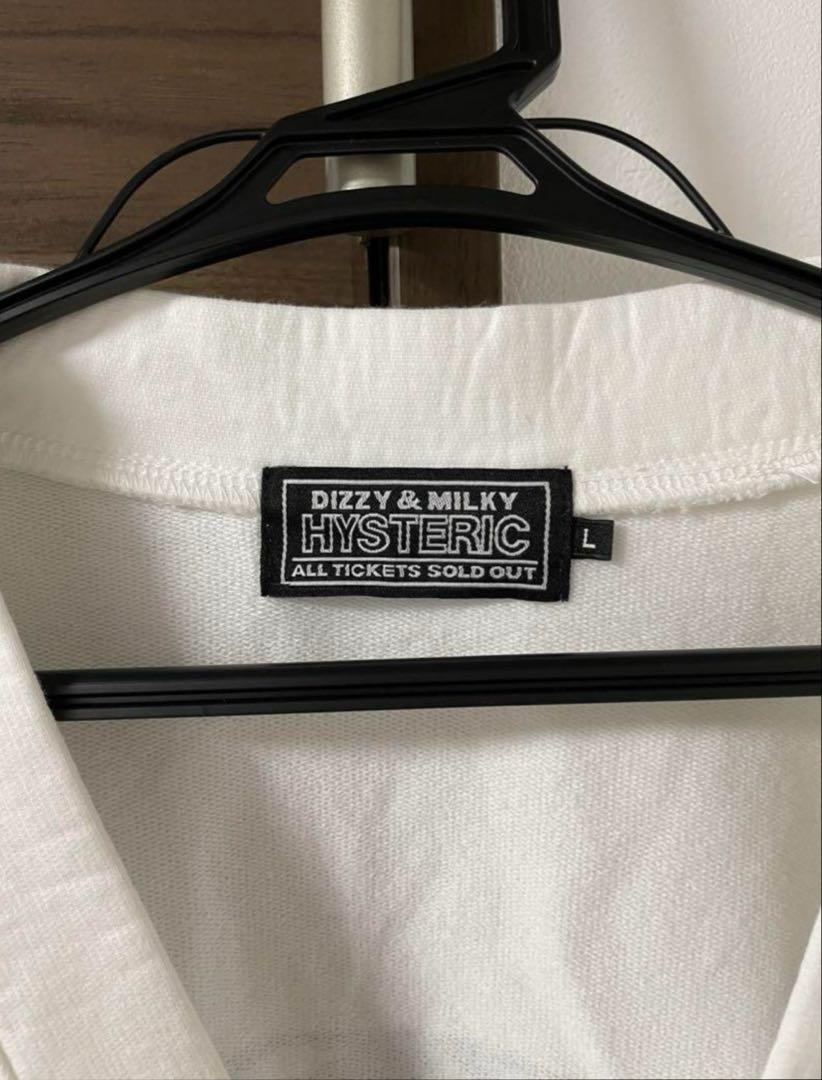 DIZZY & MILKY
HYSTERIC
ALL TICKETS SOLD OUT
L